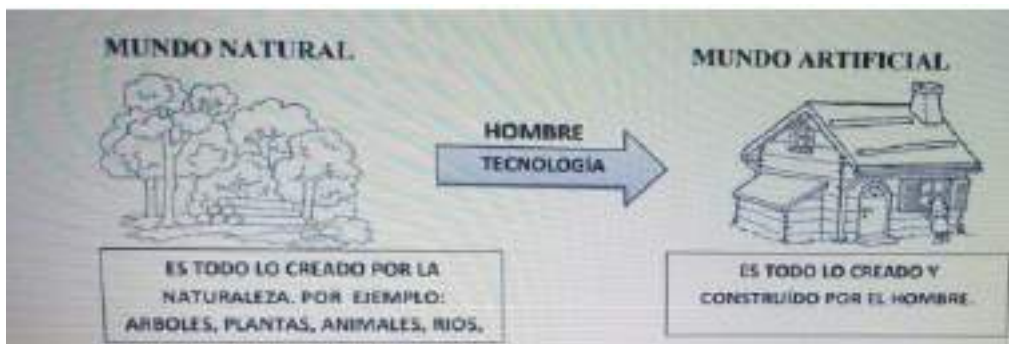 MUNDO NATURAL
HOMBRE
TECNOLOGÍA
MUNDO ARTIFICIAL
ES TODO LO CREADO POR LA
NATURALEZA. POR EJEMPLO:
ARBOLES, PLANTAS, ANIMALES, RIOS,
ES TODO LO CREADO Y
CONSTRUÍDO POR EL HOMBRE.